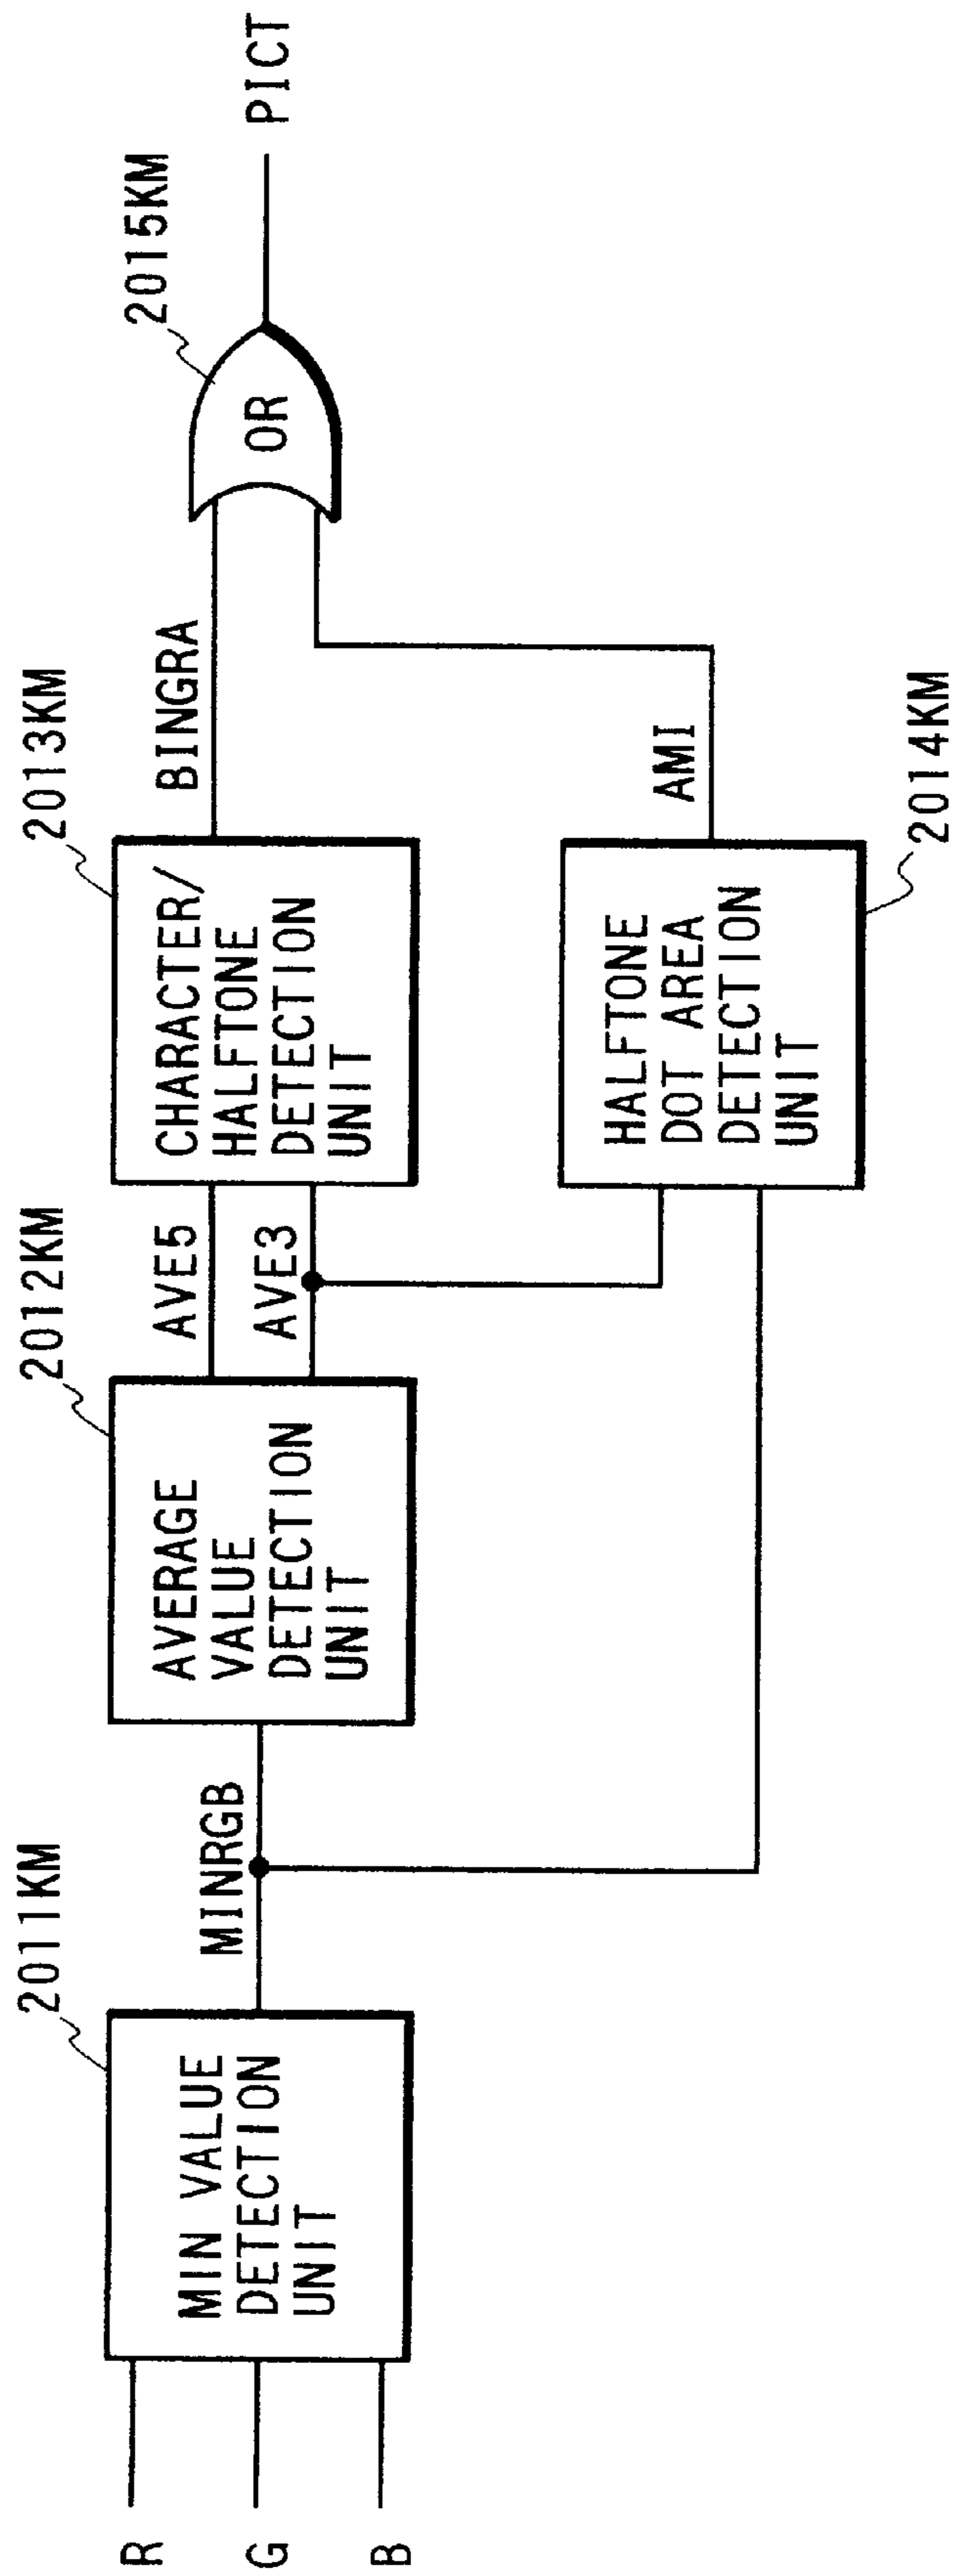 R
G
B
MIN VALUE
DETECTION
UNIT
2011KM
MINRGB
AVERAGE
VALUE
DETECTION
UNIT
2012KM
AVE5
AVE3
CHARACTER/
HALFTONE
DETECTION
UNIT
2013KM
HALFTONE
DOT AREA
DETECTION
UNIT
2014KM
BINGRA
AMI
OR
2015KM
PICT